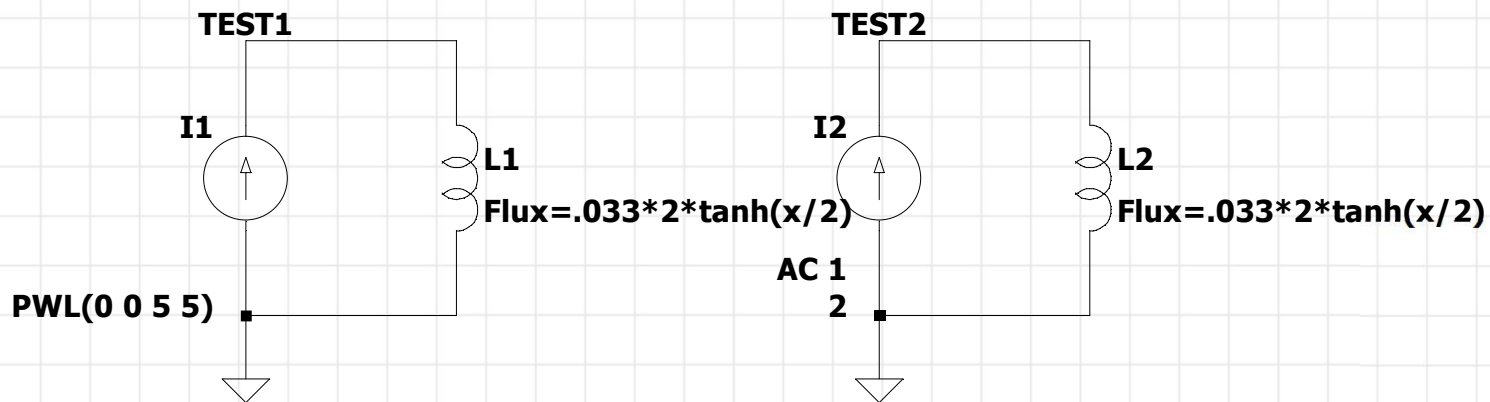 TEST1
I1
L1
Flux=.033*2*tanh(x/2)
PWL(0 0 5 5)
TEST2
I2
L2
Flux=.033*2*tanh(x/2)
AC 1
2